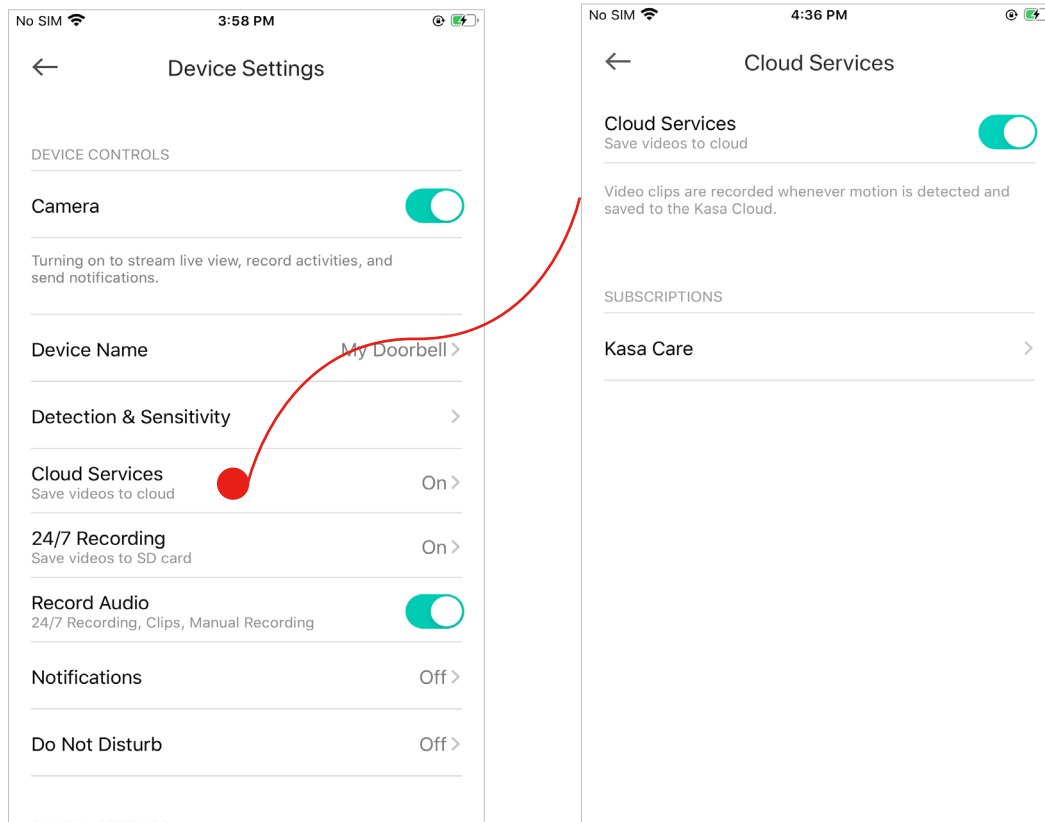 No SIM 3:58 PM
Device Settings
DEVICE CONTROLS
Camera
Turning on to stream live view, record activities, and
send notifications.
Device Name My Doorbell
Detection & Sensitivity
Cloud Services
Save videos to cloud
On
24/7 Recording
Save videos to SD card
On
Record Audio
24/7 Recording, Clips, Manual Recording
Notifications Off
Do Not Disturb Off
No SIM 4:36 PM
Cloud Services
Cloud Services
Save videos to cloud
Video clips are recorded whenever motion is detected and
saved to the Kasa Cloud.
SUBSCRIPTIONS
Kasa Care